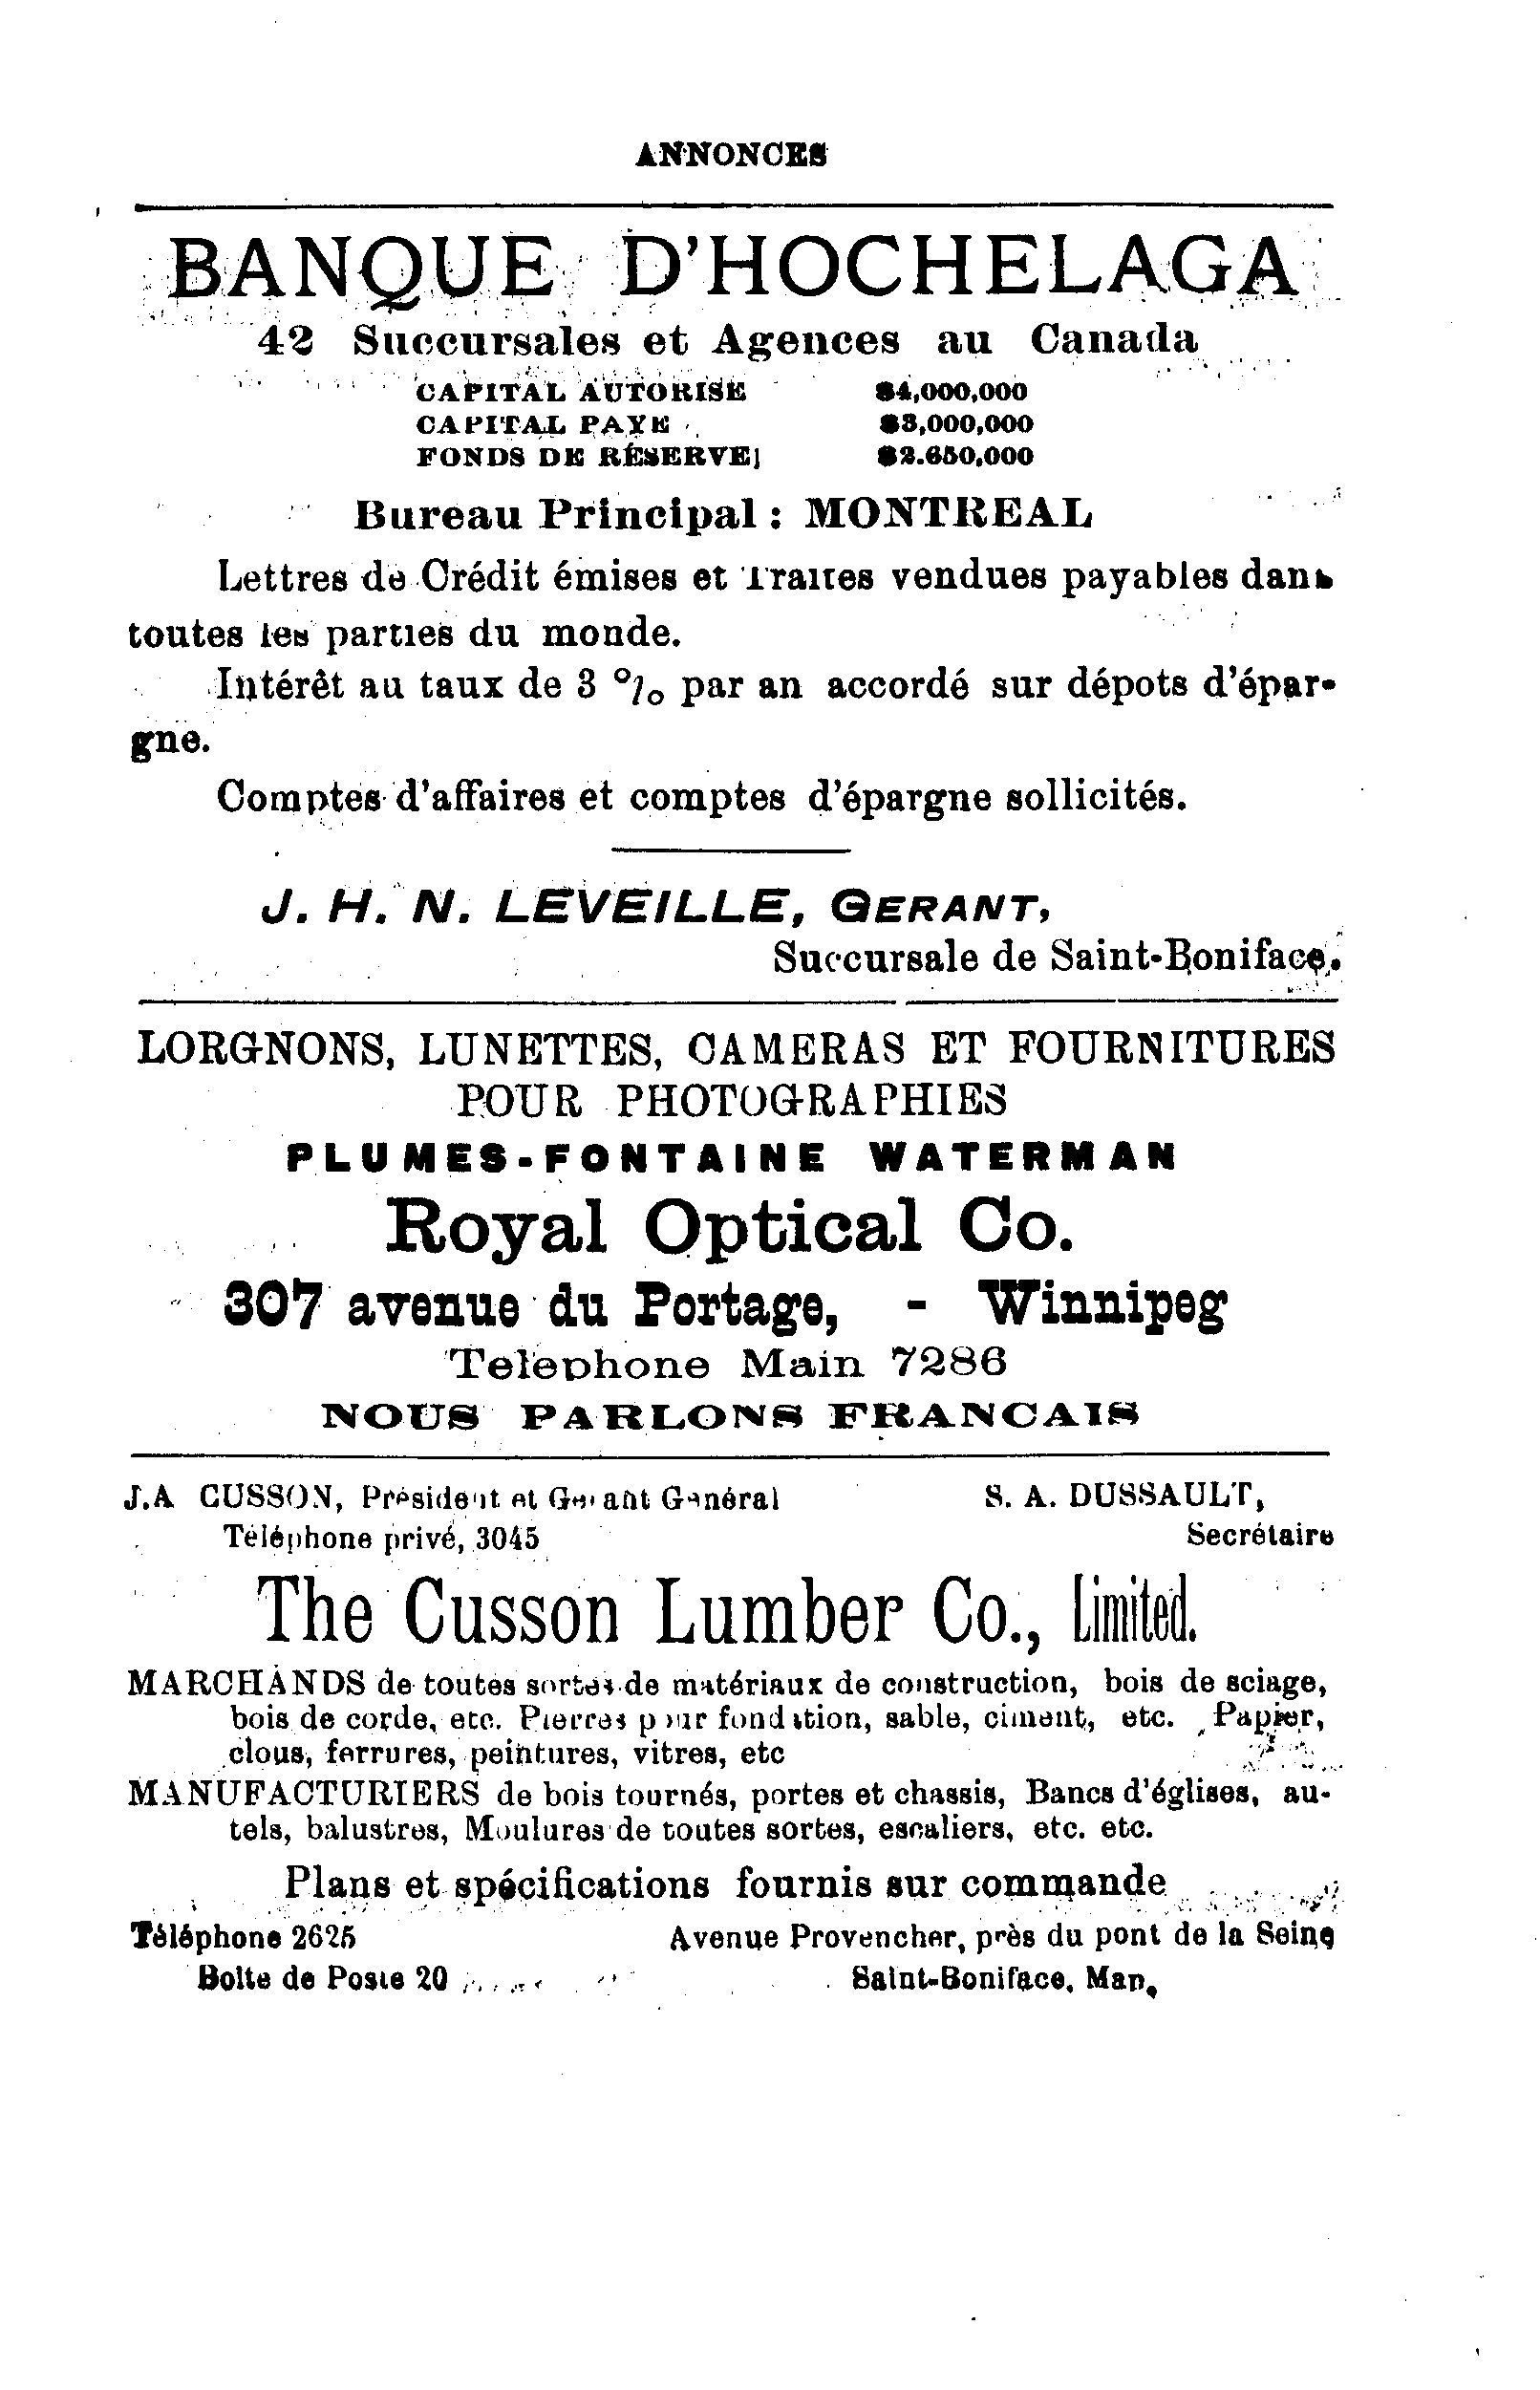 ANNONCES
BANQUE D'HOCHELAGA
42 Succursales et Agences au Canada
CAPITAL AUTORISE $4,000,000
CAPITAL PAYE $3,000,000
FONDS DE RÉSERVE $2.650,000
Bureau Principal : MONTREAL
Lettres de Crédit émises et Traites vendues payables dans
toutes les parties du monde.
Intérêt au taux de 3 % par an accordé sur dépots d'épar-
gne.
Comptes d'affaires et comptes d'épargne sollicités.
J. H. N. LEVEILLE, GERANT,
Succursale de Saint-Boniface.
LORGNONS, LUNETTES, CAMERAS ET FOURNITURES
POUR PHOTOGRAPHIES
PLUMES-FONTAINE WATERMAN
Royal Optical Co.
307 avenue du Portage, - Winnipeg
Telephone Main 7286
NOUS PARLONS FRANCAIS
J.A CUSSON, Président et Gerant Général S. A. DUSSAULT,
Téléphone privé, 3045 Secrétaire
The Cusson Lumber Co., Limited.
MARCHANDS de toutes sortes de matériaux de construction, bois de sciage,
bois de corde, etc. Pierres pour fondation, sable, ciment, etc. Papier,
clous, ferrures, peintures, vitres, etc
MANUFACTURIERS de bois tournés, portes et chassis, Bancs d'églises, au-
tels, balustres, Moulures de toutes sortes, escaliers, etc. etc.
Plans et spécifications fournis sur commande
Téléphone 2625 Avenue Provencher, près du pont de la Seine
Boite de Poste 20 Saint-Boniface, Man.